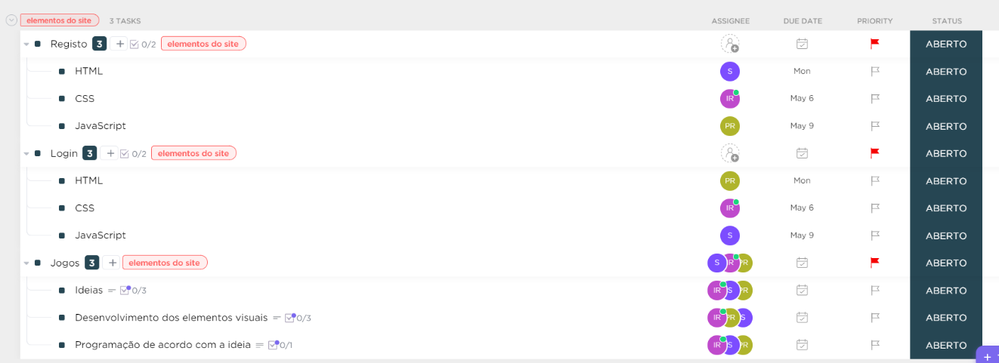 elementos do site 3 TASKS ASSIGNEE DUE DATE PRIORITY STATUS
Registo 3 + 0/2 elementos do site ABERTO
HTML S Mon ABERTO
CSS IR May 6 ABERTO
JavaScript PR May 9 ABERTO
Login 3 + 0/2 elementos do site ABERTO
HTML PR Mon ABERTO
CSS IR May 6 ABERTO
JavaScript S May 9 ABERTO
Jogos 3 + elementos do site S IR PR ABERTO
Ideias 0/3 IR S PR ABERTO
Desenvolvimento dos elementos visuais 0/3 IR PR S ABERTO
Programação de acordo com a ideia 0/1 IR S PR ABERTO
+